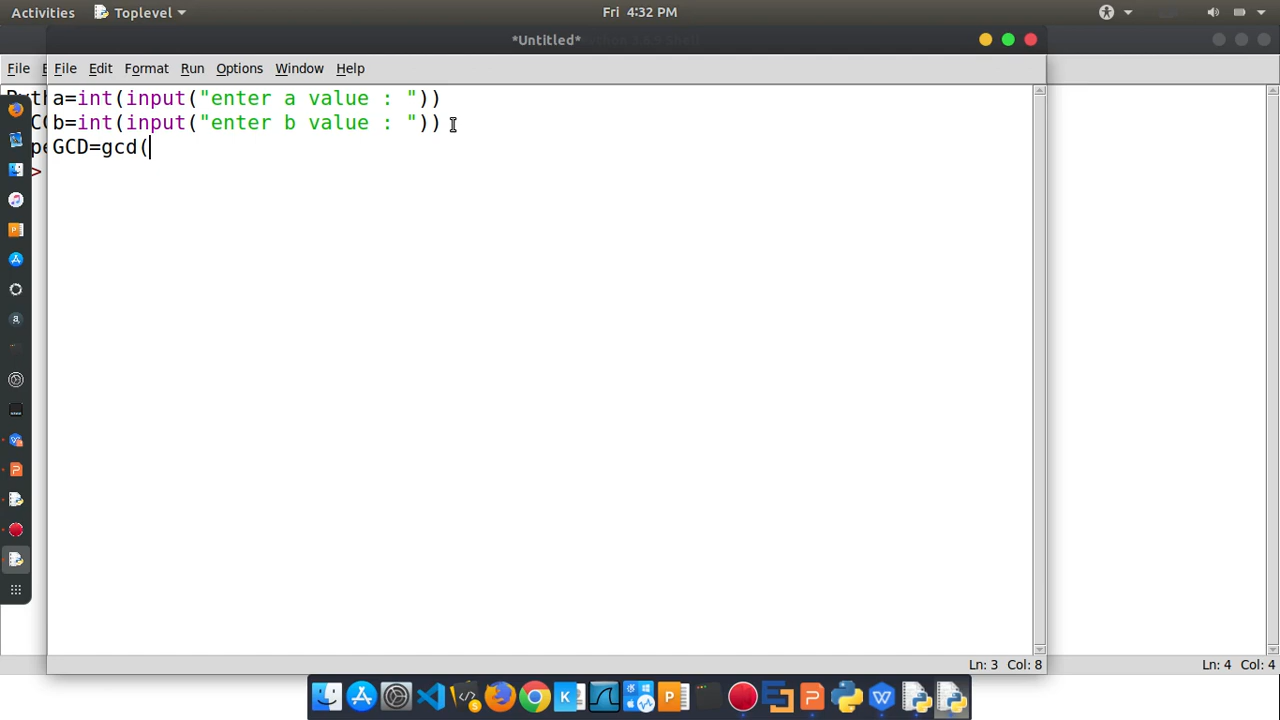 Activities Toplevel Fri 4:32 PM
*Untitled*
File File Edit Format Run Options Window Help
a=int(input("enter a value : "))
b=int(input("enter b value : "))
GCD=gcd(
>
Ln: 3 Col: 8 Ln: 4 Col: 4